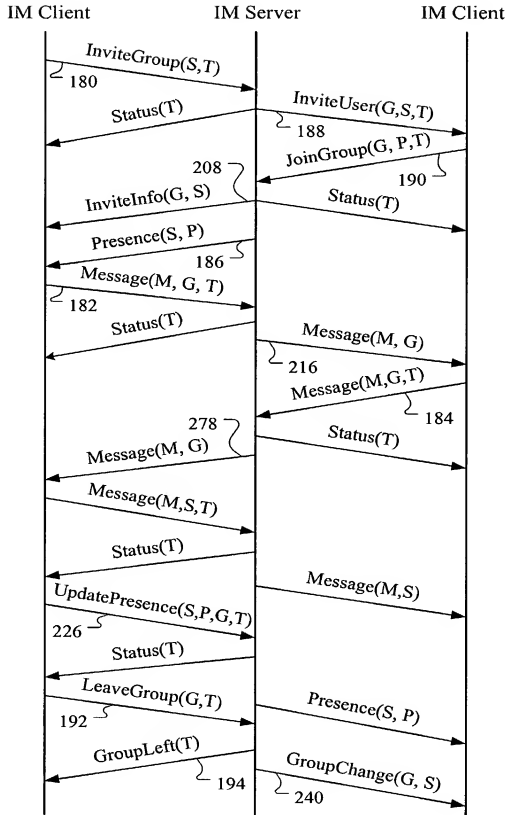 IM Client IM Server IM Client
InviteGroup(S,T)
180
Status(T)
InviteUser(G,S,T)
188
JoinGroup(G, P,T)
190
208
InviteInfo(G, S)
Status(T)
Presence(S, P)
186
Message(M, G, T)
182
Status(T)
Message(M, G)
216
Message(M,G,T)
184
278
Message(M, G)
Status(T)
Message(M,S,T)
Status(T)
Message(M,S)
UpdatePresence(S,P,G,T)
226
Status(T)
LeaveGroup(G,T)
192
Presence(S, P)
GroupLeft(T)
194
GroupChange(G, S)
240